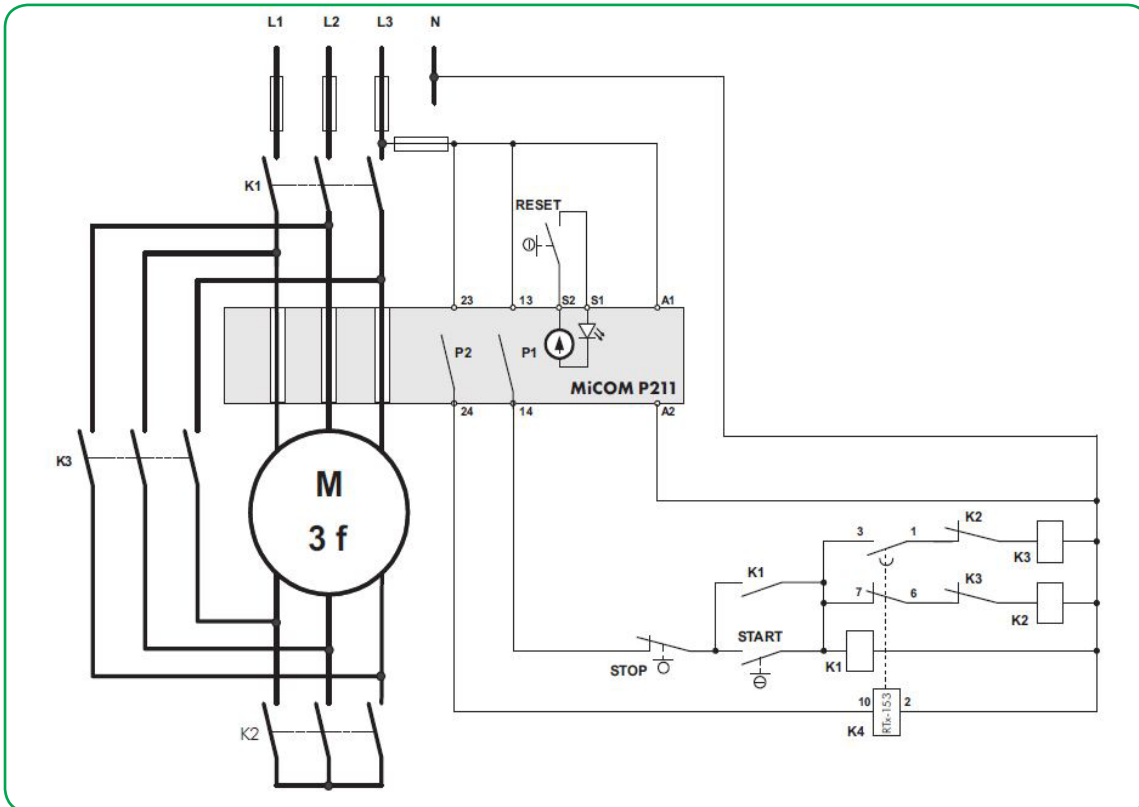 L1 L2 L3 N
K1
RESET
23 13 S2 S1 A1
P2 P1
MiCOM P211
24 14 A2
K3
M
3 f
3 1 K2
K3
K1
7 6 K3
K2
START
STOP
K1
10 RTx-153 2
K4
K2